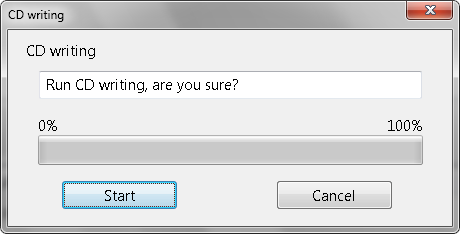 CD writing
CD writing
Run CD writing, are you sure?
0% 100%
Start Cancel